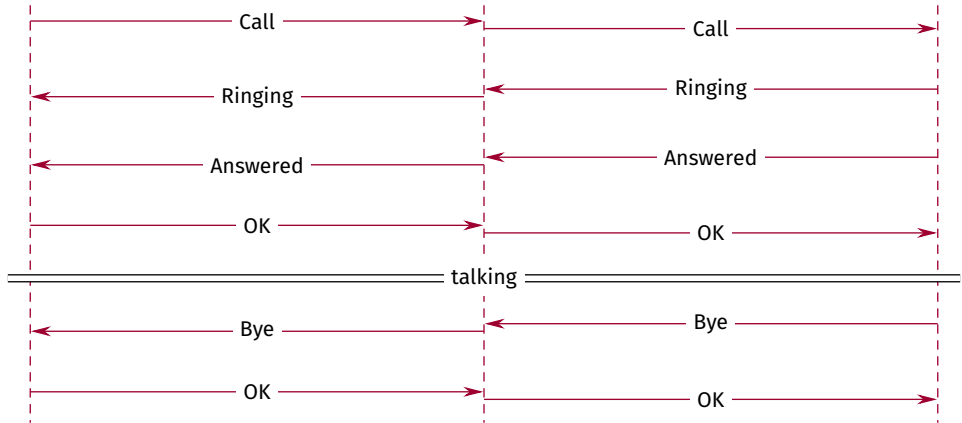 Call
Call
Ringing
Ringing
Answered
Answered
OK
OK
talking
Bye
Bye
OK
OK